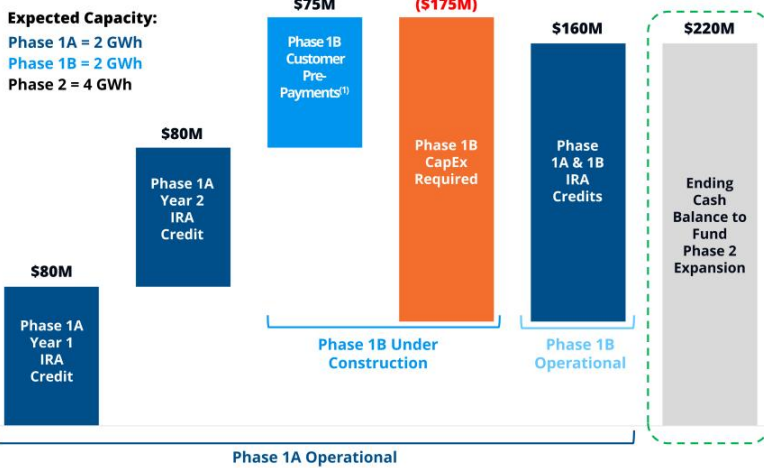 Expected Capacity:
Phase 1A = 2 GWh
Phase 1B = 2 GWh
Phase 2 = 4 GWh
$80M
Phase 1A
Year 1
IRA
Credit
$80M
Phase 1A
Year 2
IRA
Credit
$75M
Phase 1B
Customer
Pre-
Payments(1)
($175M)
Phase 1B
CapEx
Required
$160M
Phase
1A & 1B
IRA
Credits
$220M
Ending
Cash
Balance to
Fund
Phase 2
Expansion
Phase 1B Under
Construction
Phase 1B
Operational
Phase 1A Operational